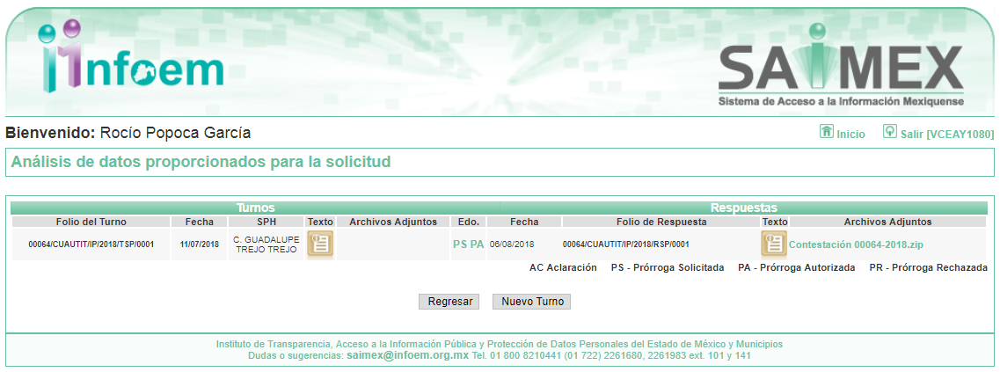 infoem
SAIMEX
Sistema de Acceso a la Información Mexiquense
Bienvenido: Rocío Popoca García
Inicio Salir [VCEAY1080]
Análisis de datos proporcionados para la solicitud
Turnos Respuestas
Folio del Turno Fecha SPH Texto Archivos Adjuntos Edo. Fecha Folio de Respuesta Texto Archivos Adjuntos
00064/CUAUTIT/IP/2018/TSP/0001 11/07/2018 C. GUADALUPE TREJO TREJO PS PA 06/08/2018 00064/CUAUTIT/IP/2018/RSP/0001 Contestación 00064-2018.zip
AC Aclaración PS - Prórroga Solicitada PA - Prórroga Autorizada PR - Prórroga Rechazada
Regresar Nuevo Turno
Instituto de Transparencia, Acceso a la Información Pública y Protección de Datos Personales del Estado de México y Municipios
Dudas o sugerencias: saimex@infoem.org.mx Tel. 01 800 8210441 (01 722) 2261680, 2261983 ext. 101 y 141